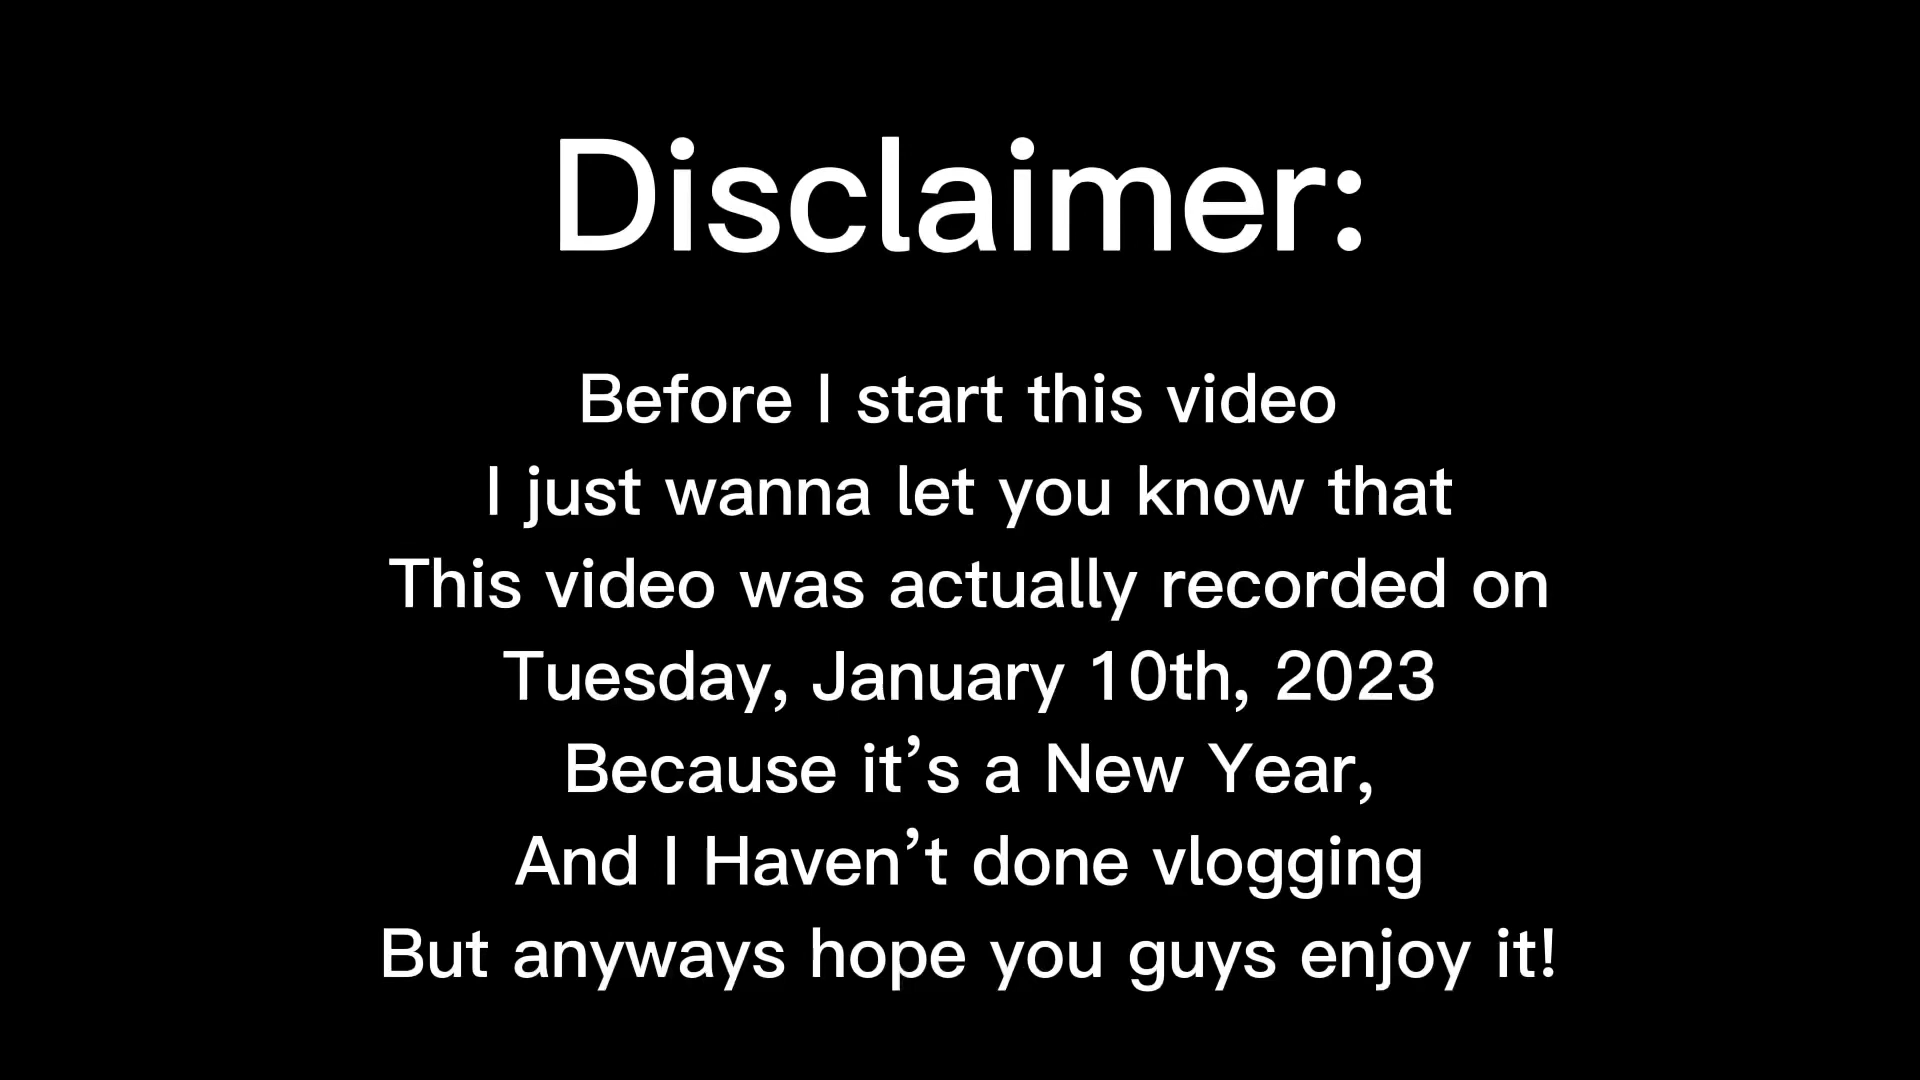 Disclaimer:
Before I start this video
I just wanna let you know that
This video was actually recorded on
Tuesday, January 10th, 2023
Because it’s a New Year,
And I Haven’t done vlogging
But anyways hope you guys enjoy it!